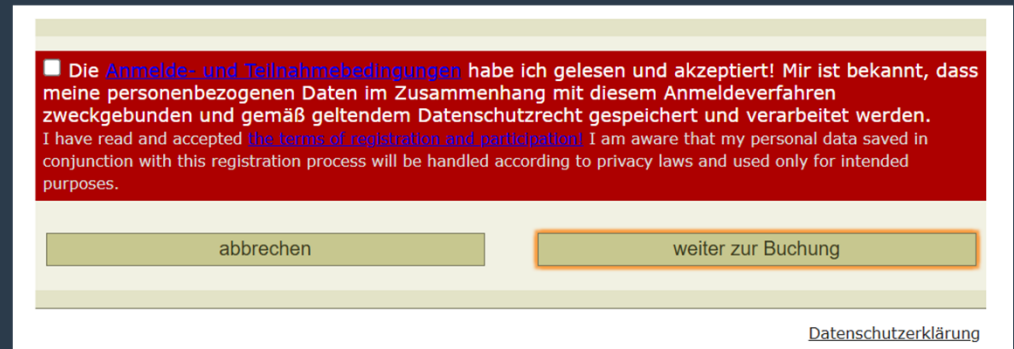 Die Anmelde- und Teilnahmebedingungen habe ich gelesen und akzeptiert! Mir ist bekannt, dass
meine personenbezogenen Daten im Zusammenhang mit diesem Anmeldeverfahren
zweckgebunden und gemäß geltendem Datenschutzrecht gespeichert und verarbeitet werden.
I have read and accepted the terms of registration and participation! I am aware that my personal data saved in
conjunction with this registration process will be handled according to privacy laws and used only for intended
purposes.
abbrechen
weiter zur Buchung
Datenschutzerklärung